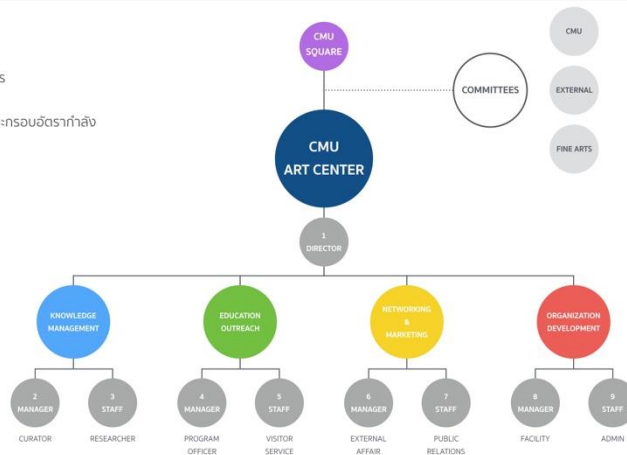 ร
ะกรอบอัตรากำลัง
CMU
SQUARE
COMMITTEES
CMU
EXTERNAL
FINE ARTS
CMU
ART CENTER
1
DIRECTOR
KNOWLEDGE
MANAGEMENT
EDUCATION
OUTREACH
NETWORKING
&
MARKETING
ORGANIZATION
DEVELOPMENT
2
MANAGER
3
STAFF
4
MANAGER
5
STAFF
6
MANAGER
7
STAFF
8
MANAGER
9
STAFF
CURATOR
RESEARCHER
PROGRAM
OFFICER
VISITOR
SERVICE
EXTERNAL
AFFAIR
PUBLIC
RELATIONS
FACILITY
ADMIN